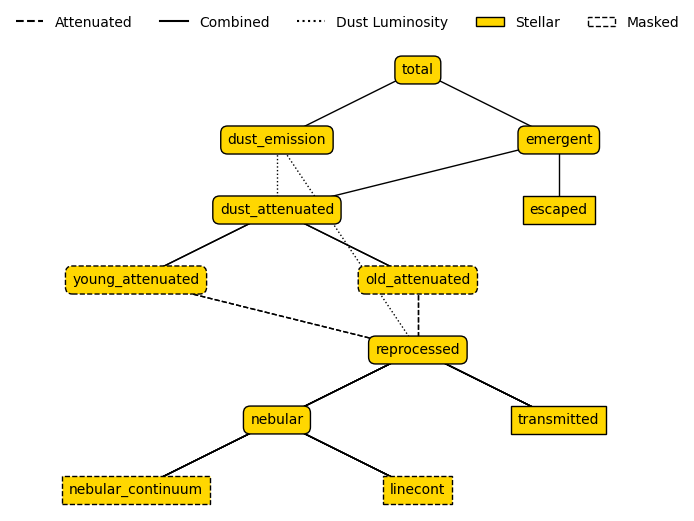 Attenuated Combined Dust Luminosity Stellar Masked
total
dust_emission emergent
dust_attenuated escaped
young_attenuated old_attenuated
reprocessed
nebular transmitted
nebular_continuum linecont